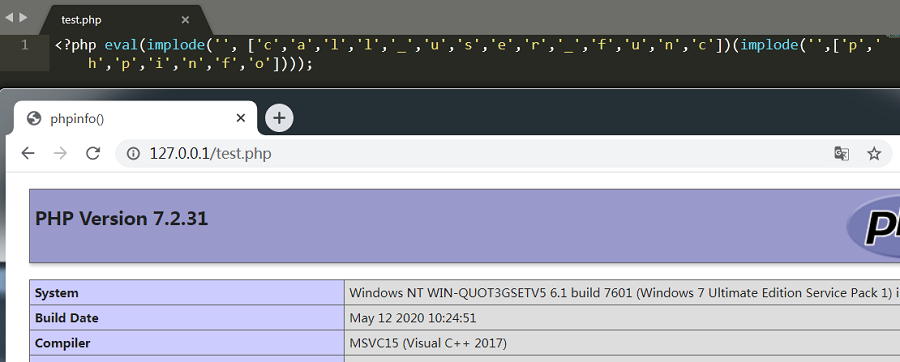 test.php
1 <?php eval(implode('', ['c','a','l','l','_','u','s','e','r','_','f','u','n','c'])(implode('',['p','
h','p','i','n','f','o'])));
phpinfo()
127.0.0.1/test.php
PHP Version 7.2.31
System Windows NT WIN-QUOT3GSETV5 6.1 build 7601 (Windows 7 Ultimate Edition Service Pack 1) i
Build Date May 12 2020 10:24:51
Compiler MSVC15 (Visual C++ 2017)